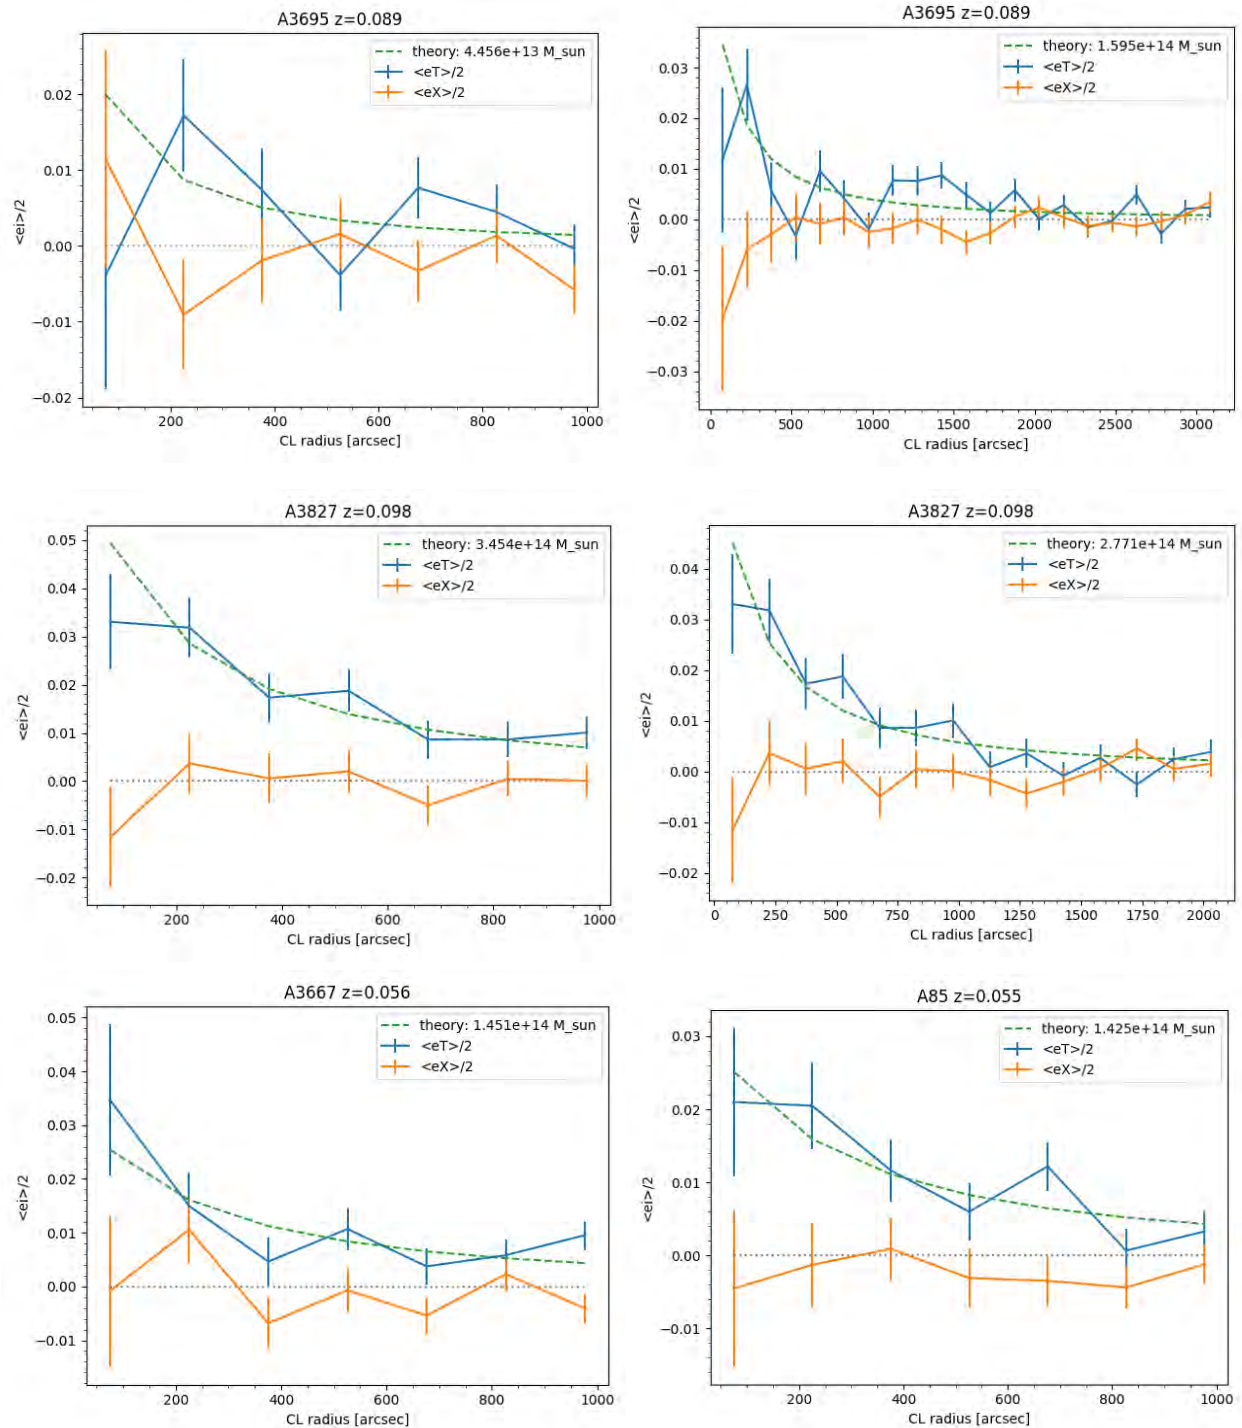 A3695 z=0.089
theory: 4.456e+13 M_sun
<eT>/2
<eX>/2
0.02
0.01
0.00
−0.01
−0.02
<ei>/2
200 400 600 800 1000
CL radius [arcsec]
A3695 z=0.089
theory: 1.595e+14 M_sun
<eT>/2
<eX>/2
0.03
0.02
0.01
0.00
−0.01
−0.02
−0.03
<ei>/2
0 500 1000 1500 2000 2500 3000
CL radius [arcsec]
A3827 z=0.098
theory: 3.454e+14 M_sun
<eT>/2
<eX>/2
0.05
0.04
0.03
0.02
0.01
0.00
−0.01
−0.02
<ei>/2
200 400 600 800 1000
CL radius [arcsec]
A3827 z=0.098
theory: 2.771e+14 M_sun
<eT>/2
<eX>/2
0.04
0.03
0.02
0.01
0.00
−0.01
−0.02
<ei>/2
0 250 500 750 1000 1250 1500 1750 2000
CL radius [arcsec]
A3667 z=0.056
theory: 1.451e+14 M_sun
<eT>/2
<eX>/2
0.05
0.04
0.03
0.02
0.01
0.00
−0.01
<ei>/2
200 400 600 800 1000
CL radius [arcsec]
A85 z=0.055
theory: 1.425e+14 M_sun
<eT>/2
<eX>/2
0.03
0.02
0.01
0.00
−0.01
<ei>/2
200 400 600 800 1000
CL radius [arcsec]